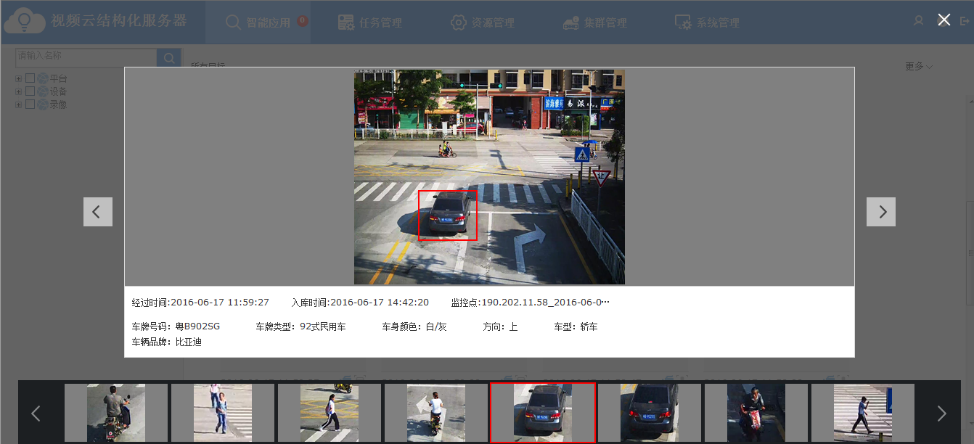 视频云结构化服务器
智能应用 0 任务管理 资源管理 集群管理 系统管理
请输入名称
更多
平台
设备
录像
经过时间:2016-06-17 11:59:27 入库时间:2016-06-17 14:42:20 监控点:190.202.11.58_2016-06-0···
车牌号码：粤B902SG 车牌类型：92式民用车 车身颜色：白/灰 方向：上 车型：轿车
车辆品牌：比亚迪